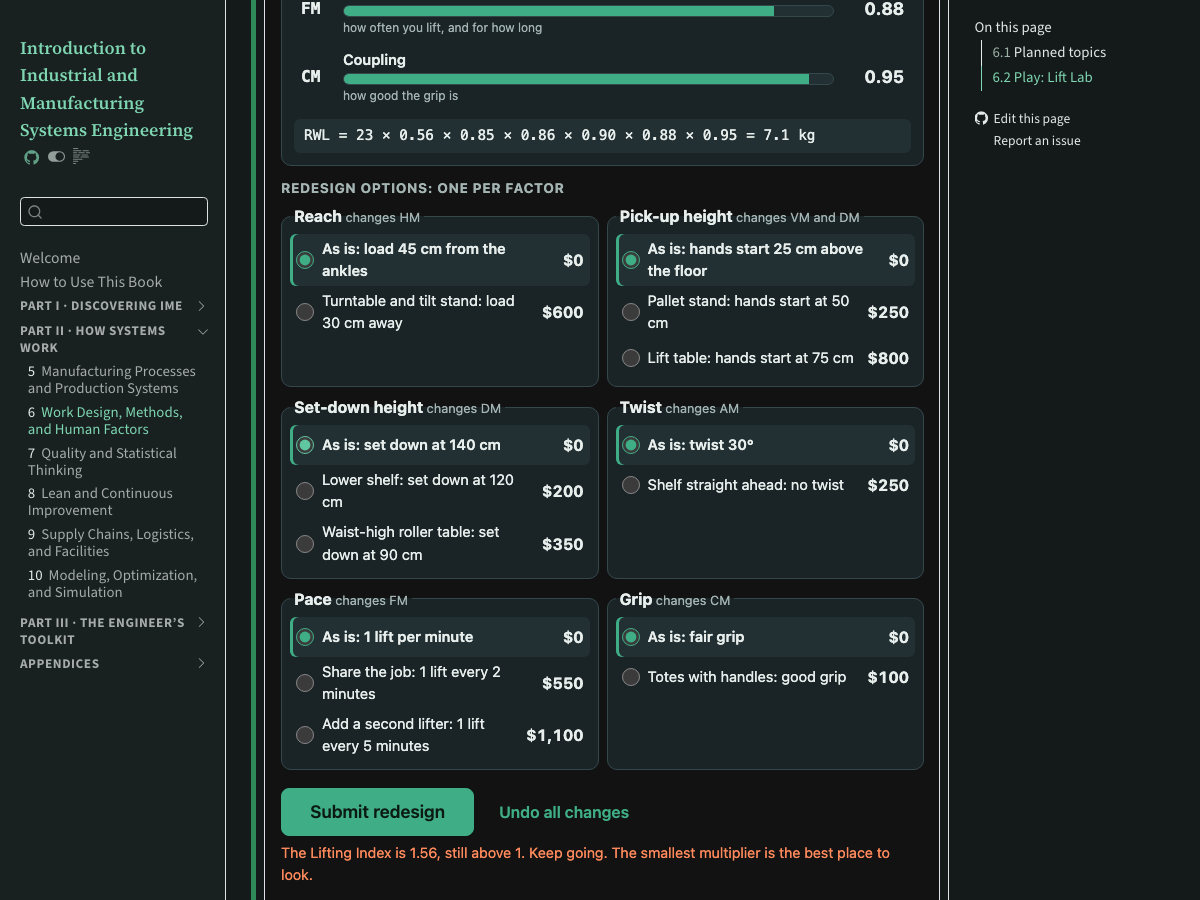 Introduction to
Industrial and
Manufacturing
Systems Engineering
Welcome
How to Use This Book
PART I · DISCOVERING IME
PART II · HOW SYSTEMS
WORK
5 Manufacturing Processes
and Production Systems
6 Work Design, Methods,
and Human Factors
7 Quality and Statistical
Thinking
8 Lean and Continuous
Improvement
9 Supply Chains, Logistics,
and Facilities
10 Modeling, Optimization,
and Simulation
PART III · THE ENGINEER'S
TOOLKIT
APPENDICES
FM 0.88
how often you lift, and for how long
Coupling
CM 0.95
how good the grip is
RWL = 23 × 0.56 × 0.85 × 0.86 × 0.90 × 0.88 × 0.95 = 7.1 kg
REDESIGN OPTIONS: ONE PER FACTOR
Reach changes HM
As is: load 45 cm from the
ankles $0
Turntable and tilt stand: load
30 cm away $600
Pick-up height changes VM and DM
As is: hands start 25 cm above
the floor $0
Pallet stand: hands start at 50
cm $250
Lift table: hands start at 75 cm $800
Set-down height changes DM
As is: set down at 140 cm $0
Lower shelf: set down at 120
cm $200
Waist-high roller table: set
down at 90 cm $350
Twist changes AM
As is: twist 30° $0
Shelf straight ahead: no twist $250
Pace changes FM
As is: 1 lift per minute $0
Share the job: 1 lift every 2
minutes $550
Add a second lifter: 1 lift
every 5 minutes $1,100
Grip changes CM
As is: fair grip $0
Totes with handles: good grip $100
Submit redesign Undo all changes
The Lifting Index is 1.56, still above 1. Keep going. The smallest multiplier is the best place to
look.
On this page
6.1 Planned topics
6.2 Play: Lift Lab
Edit this page
Report an issue